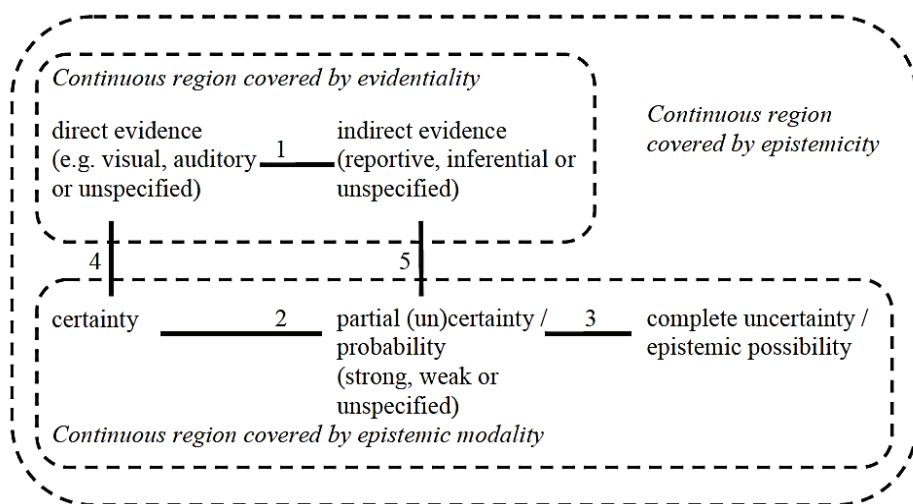 Continuous region covered by evidentiality
Continuous region
covered by epistemicity
direct evidence
(e.g. visual, auditory
or unspecified)
1
indirect evidence
(reportive, inferential or
unspecified)
4
5
certainty
2
partial (un)certainty /
probability
(strong, weak or
unspecified)
3
complete uncertainty /
epistemic possibility
Continuous region covered by epistemic modality